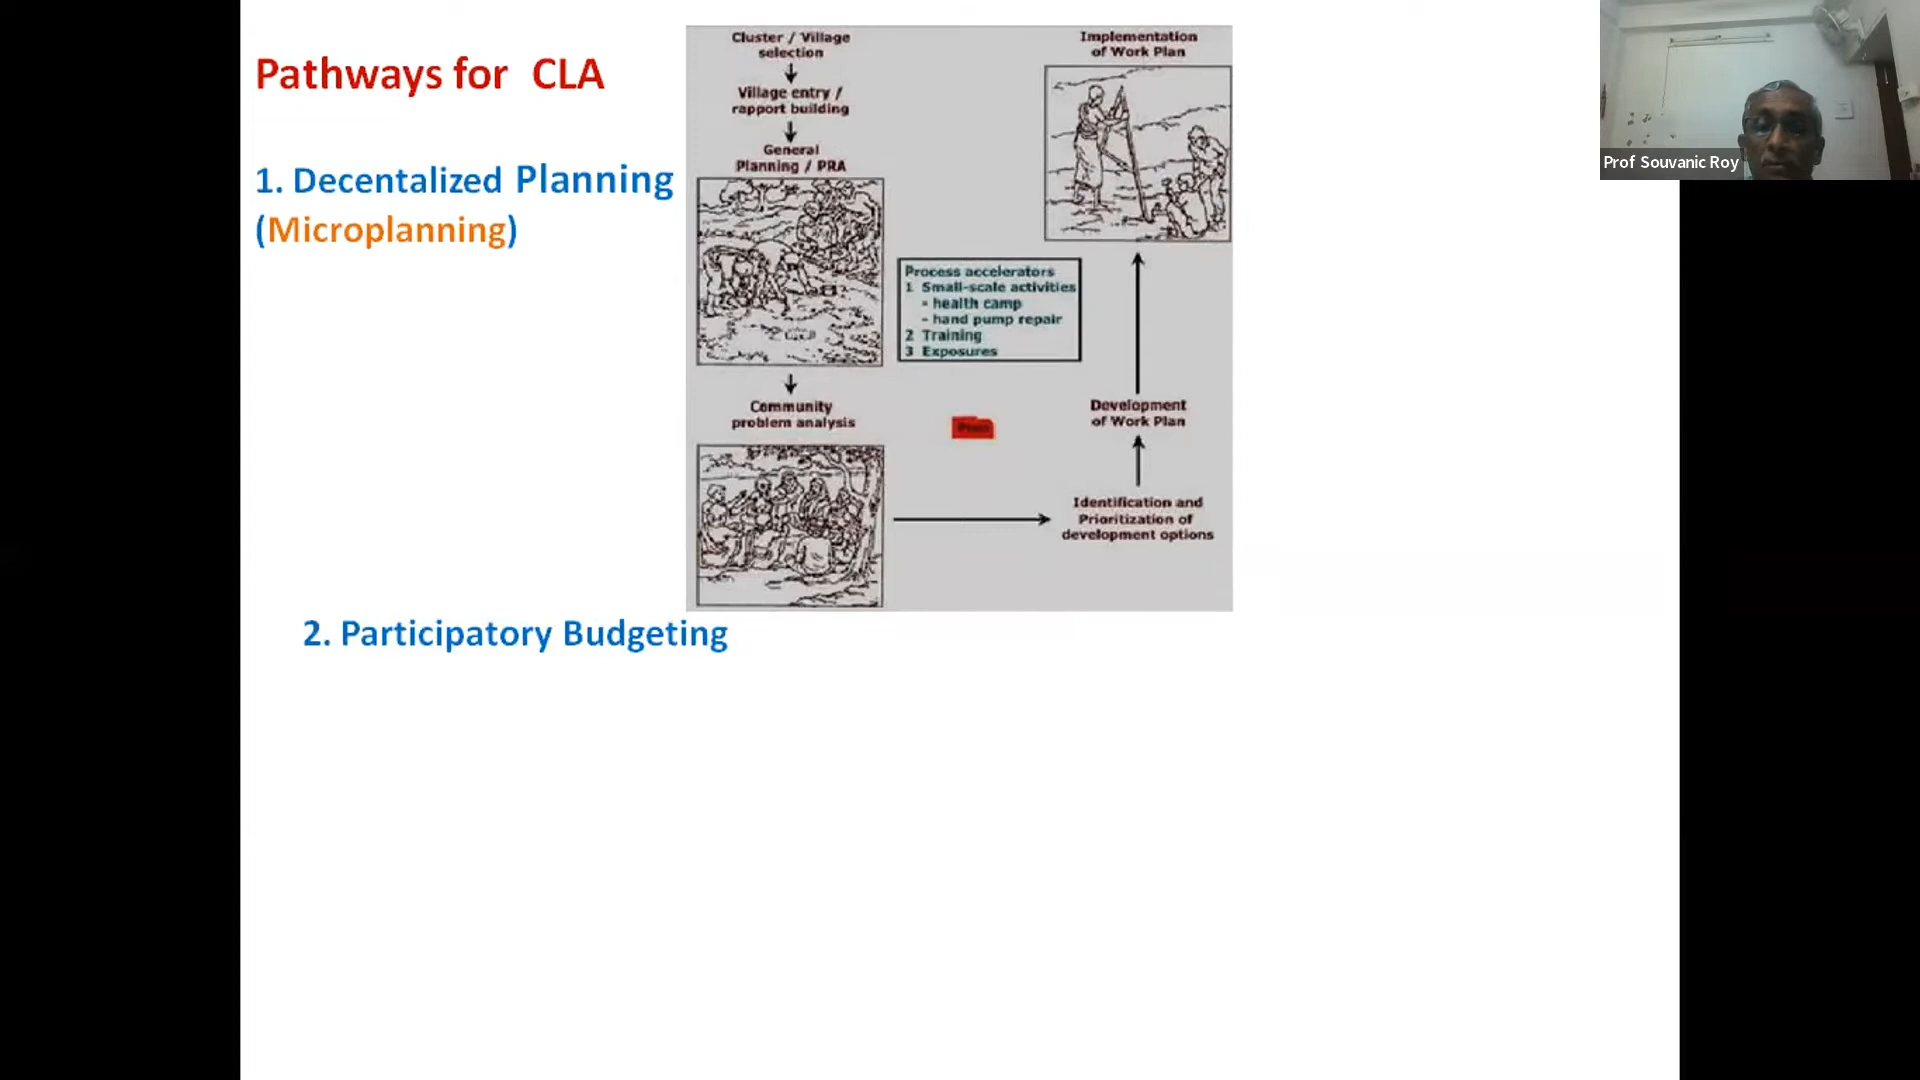 Pathways for CLA
1. Decentalized Planning
(Microplanning)
Cluster / Village
selection
Village entry /
rapport building
General
Planning / PRA
Community
problem analysis
Process accelerators
1 Small-scale activities
- health camp
- hand pump repair
2 Training
3 Exposures
Implementation
of Work Plan
Development
of Work Plan
Identification and
Prioritization of
development options
2. Participatory Budgeting
Prof Souvanic Roy